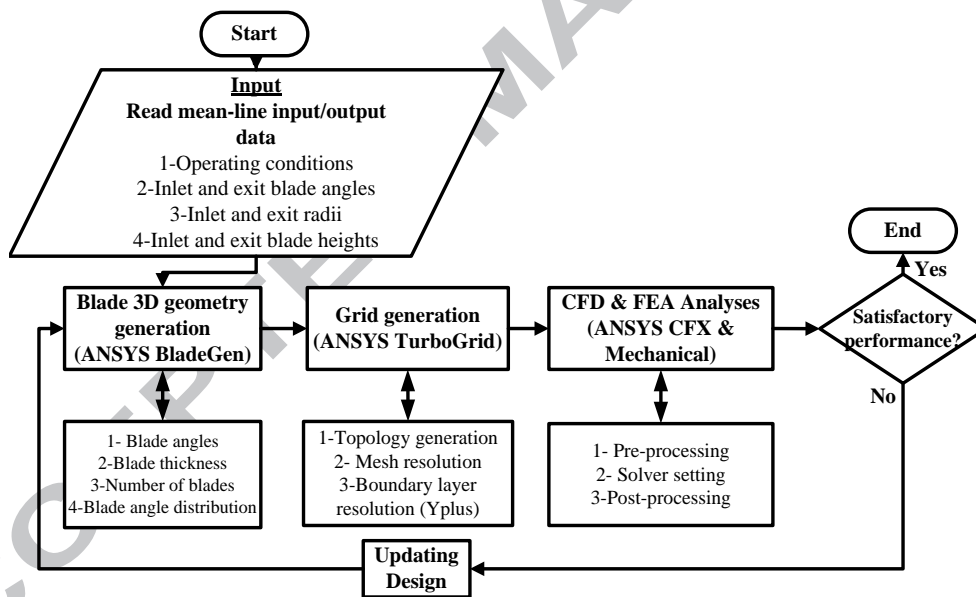 Start
Input
Read mean-line input/output
data
1-Operating conditions
2-Inlet and exit blade angles
3-Inlet and exit radii
4-Inlet and exit blade heights
End
Yes
Blade 3D geometry
generation
(ANSYS BladeGen)
Grid generation
(ANSYS TurboGrid)
CFD & FEA Analyses
(ANSYS CFX &
Mechanical)
Satisfactory
performance?
No
1- Blade angles
2-Blade thickness
3-Number of blades
4-Blade angle distribution
1-Topology generation
2- Mesh resolution
3-Boundary layer
resolution (Yplus)
1- Pre-processing
2- Solver setting
3-Post-processing
Updating
Design